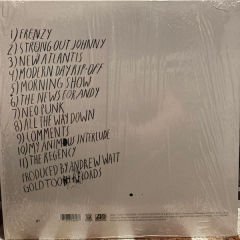 1) FRENZY
2) STRUNG OUT JOHNNY
3) NEW ATLANTIS
4) MODERN DAY RIP-OFF
5) MORNING SHOW
6) THE NEWS FOR ANDY
7) NEO PUNK
8) ALL THE WAY DOWN
9) COMMENTS
10) MY ANIMUS INTERLUDE
11) THE REGENCY
PRODUCED BY ANDREW WATT
GOLD TOOTH RECORDS